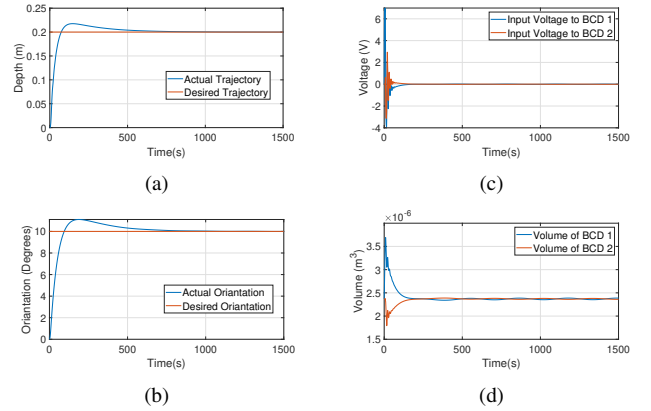 0.25
0.2
0.15
0.1
0.05
0
Depth (m)
Actual Trajectory
Desired Trajectory
0 500 1000 1500
Time(s)
(a)
6
4
2
0
-2
-4
Voltage (V)
Input Voltage to BCD 1
Input Voltage to BCD 2
0 500 1000 1500
Time(s)
(c)
10
8
6
4
2
0
Oriantation (Degrees)
Actual Oriantation
Desired Oriantation
0 500 1000 1500
Time(s)
(b)
×10⁻⁶
3.5
3
2.5
2
1.5
Volume (m³)
Volume of BCD 1
Volume of BCD 2
0 500 1000 1500
Time(s)
(d)